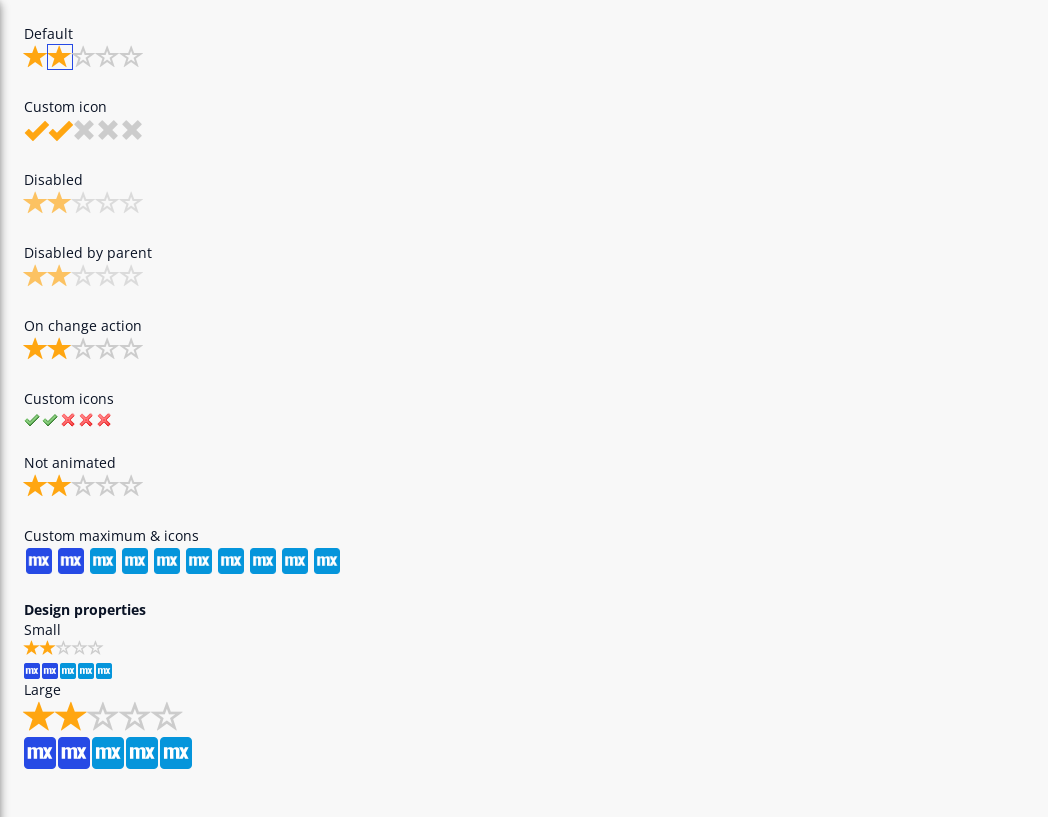 Default
Custom icon
Disabled
Disabled by parent
On change action
Custom icons
Not animated
Custom maximum & icons
mx mx mx mx mx mx mx mx mx mx
Design properties
Small
mx mx mx mx mx
Large
mx mx mx mx mx